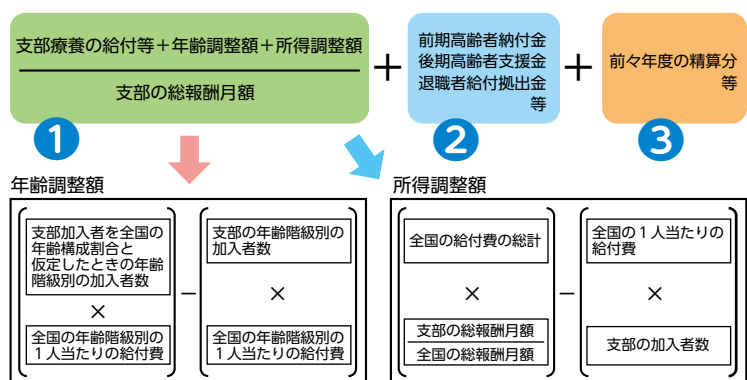 支部療養の給付等＋年齢調整額＋所得調整額
支部の総報酬月額
＋
前期高齢者納付金
後期高齢者支援金
退職者給付拠出金
等
＋
前々年度の精算分
等
1
2
3
年齢調整額
支部加入者を全国の
年齢構成割合と
仮定したときの年齢
階級別の加入者数
×
全国の年齢階級別の
１人当たりの給付費
−
支部の年齢階級別の
加入者数
×
全国の年齢階級別の
１人当たりの給付費
所得調整額
全国の給付費の総計
×
支部の総報酬月額
全国の総報酬月額
−
全国の１人当たりの
給付費
×
支部の加入者数